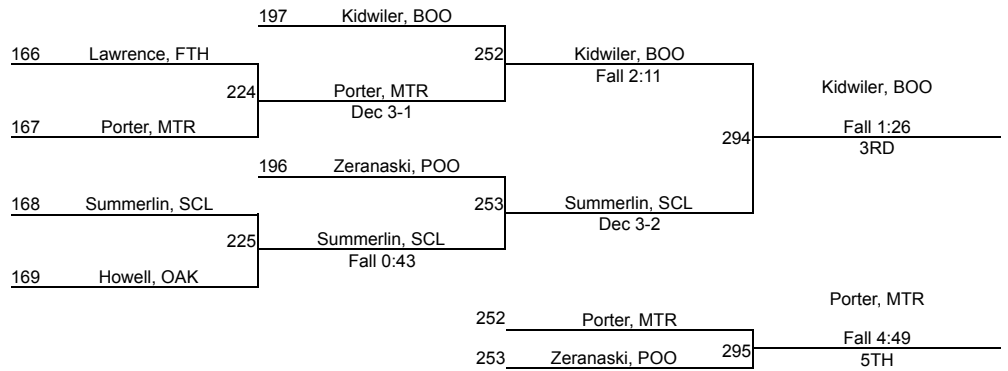 197 Kidwiler, BOO
166 Lawrence, FTH
252
Kidwiler, BOO
Fall 2:11
224
Porter, MTR
Dec 3-1
Kidwiler, BOO
167 Porter, MTR
294
Fall 1:26
3RD
196 Zeranaski, POO
168 Summerlin, SCL
253
Summerlin, SCL
Dec 3-2
225
Summerlin, SCL
Fall 0:43
169 Howell, OAK
Porter, MTR
252 Porter, MTR
Fall 4:49
295
253 Zeranaski, POO
5TH